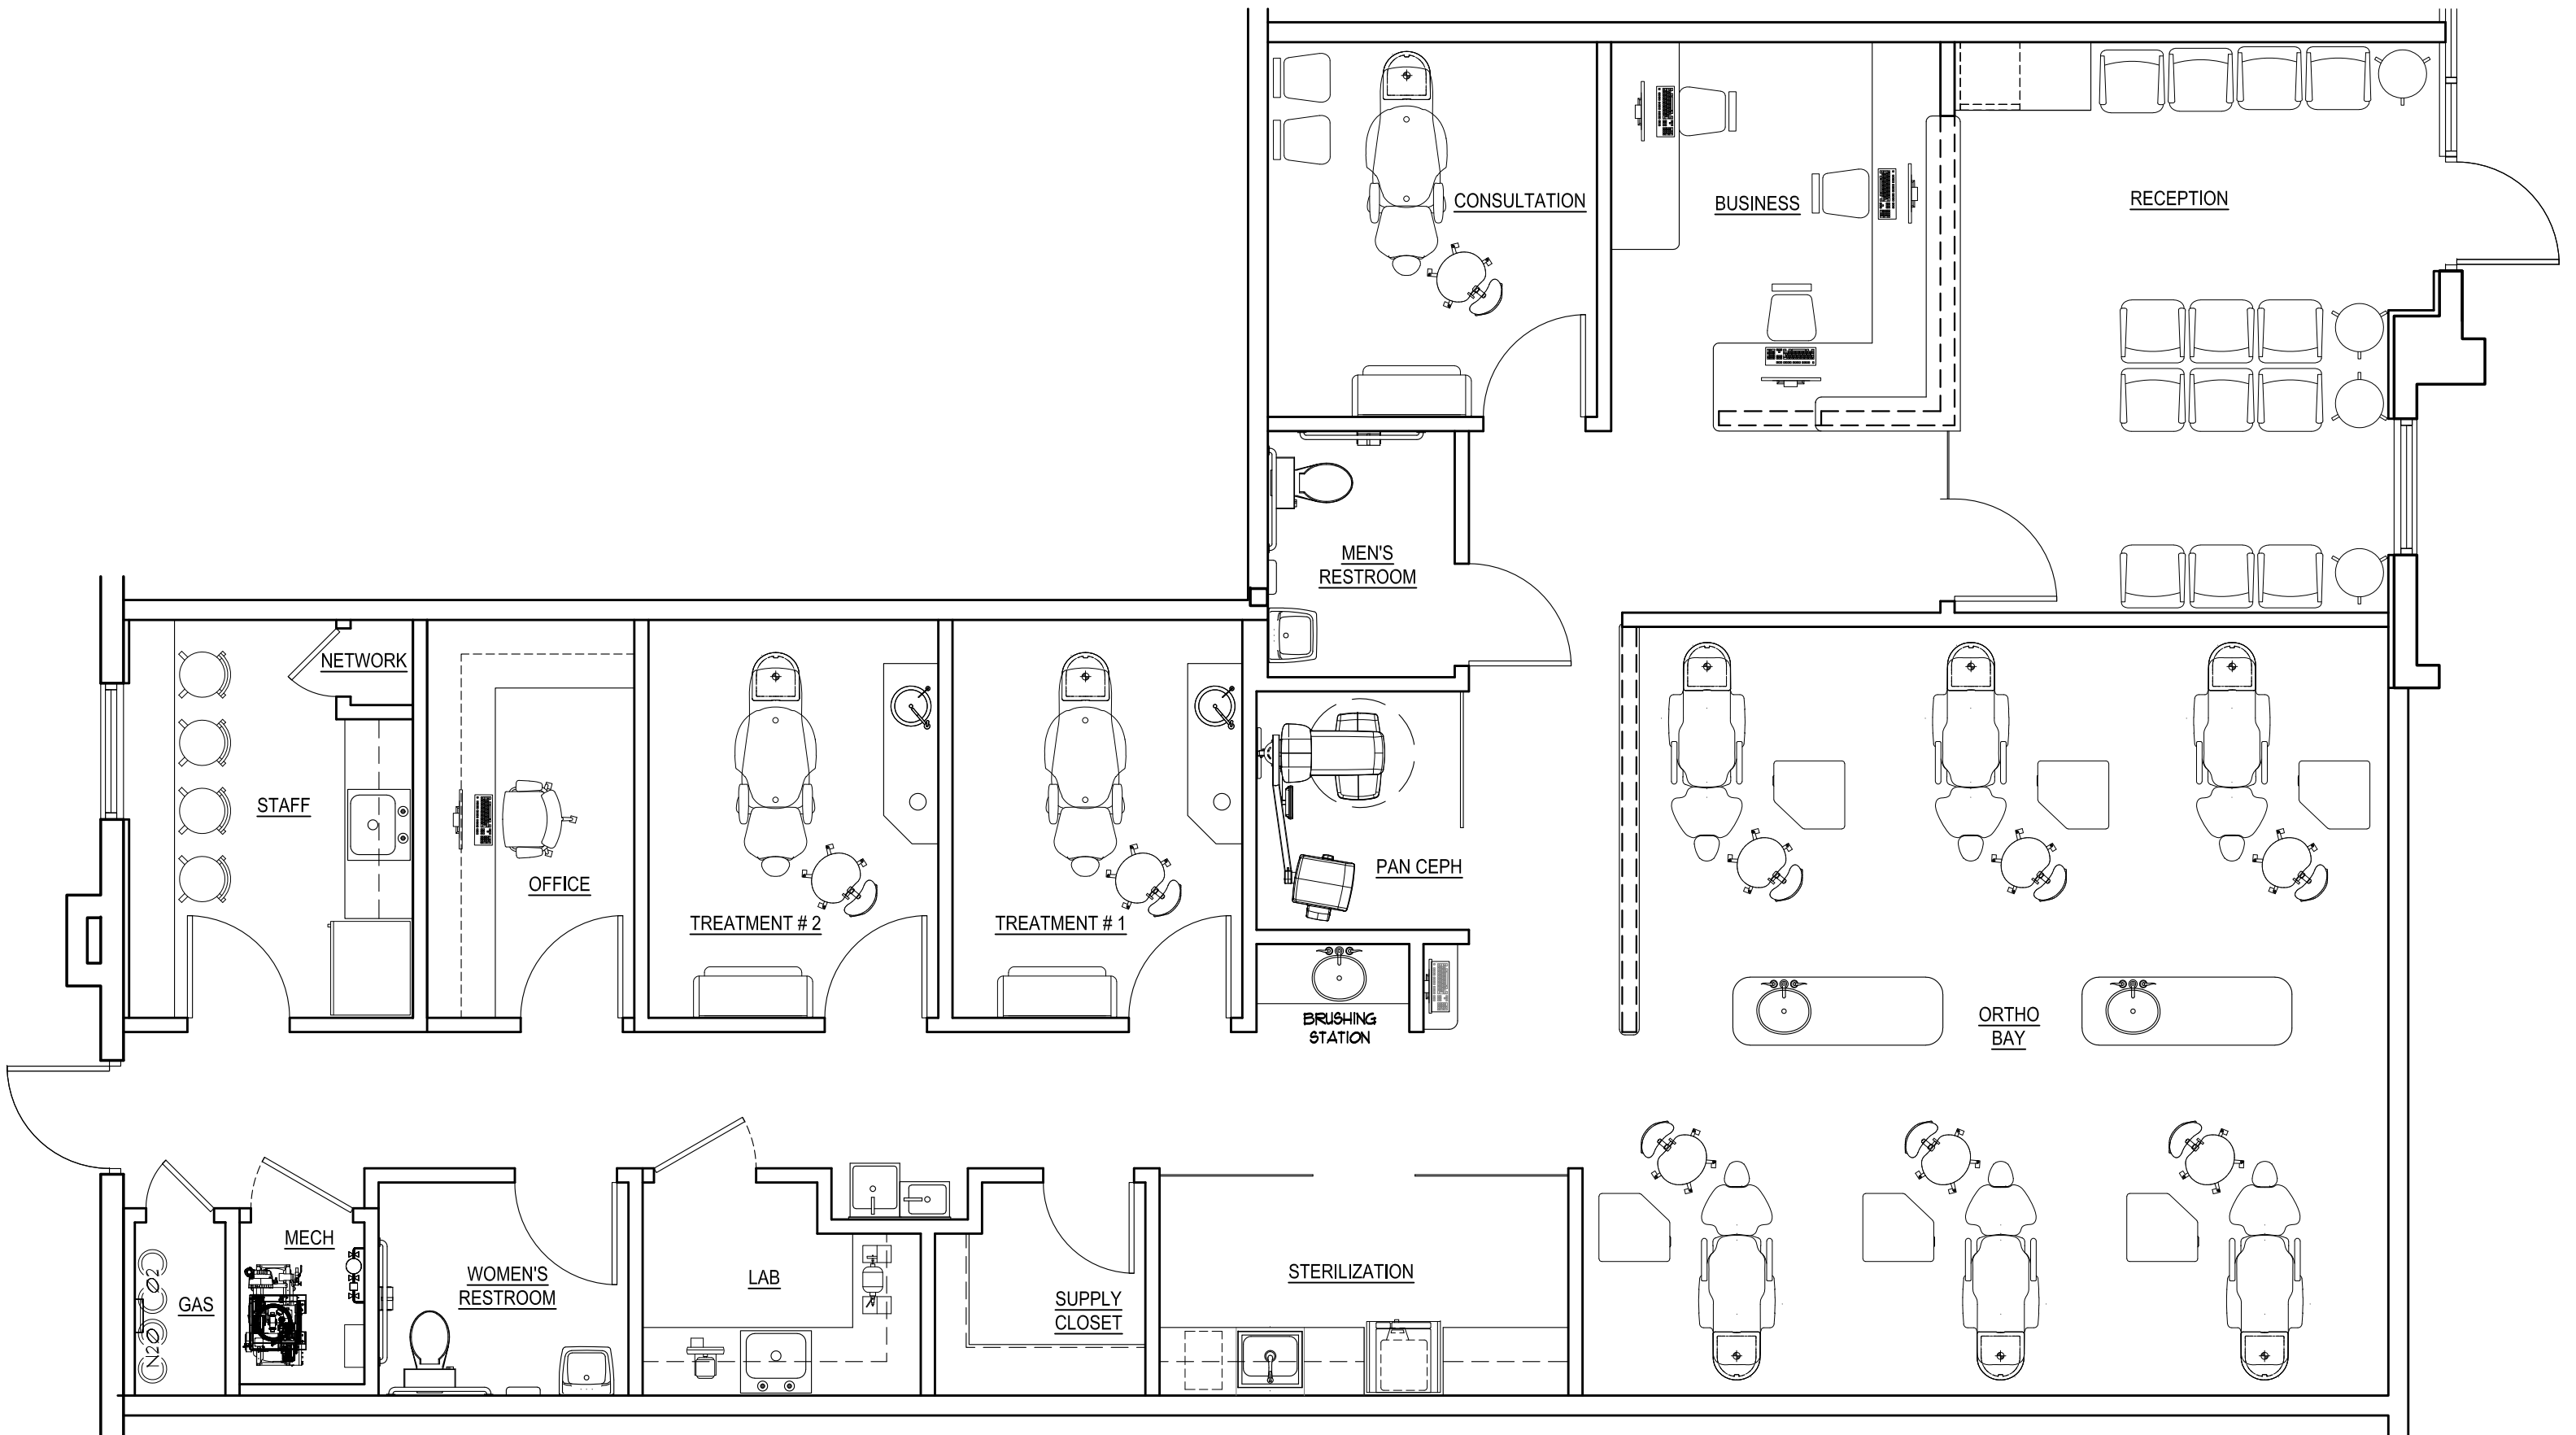 CONSULTATION
BUSINESS
RECEPTION
MEN'S
RESTROOM
NETWORK
STAFF
OFFICE
TREATMENT # 2
TREATMENT # 1
PAN CEPH
BRUSHING
STATION
ORTHO
BAY
MECH
GAS
O2
N2O
WOMEN'S
RESTROOM
LAB
SUPPLY
CLOSET
STERILIZATION